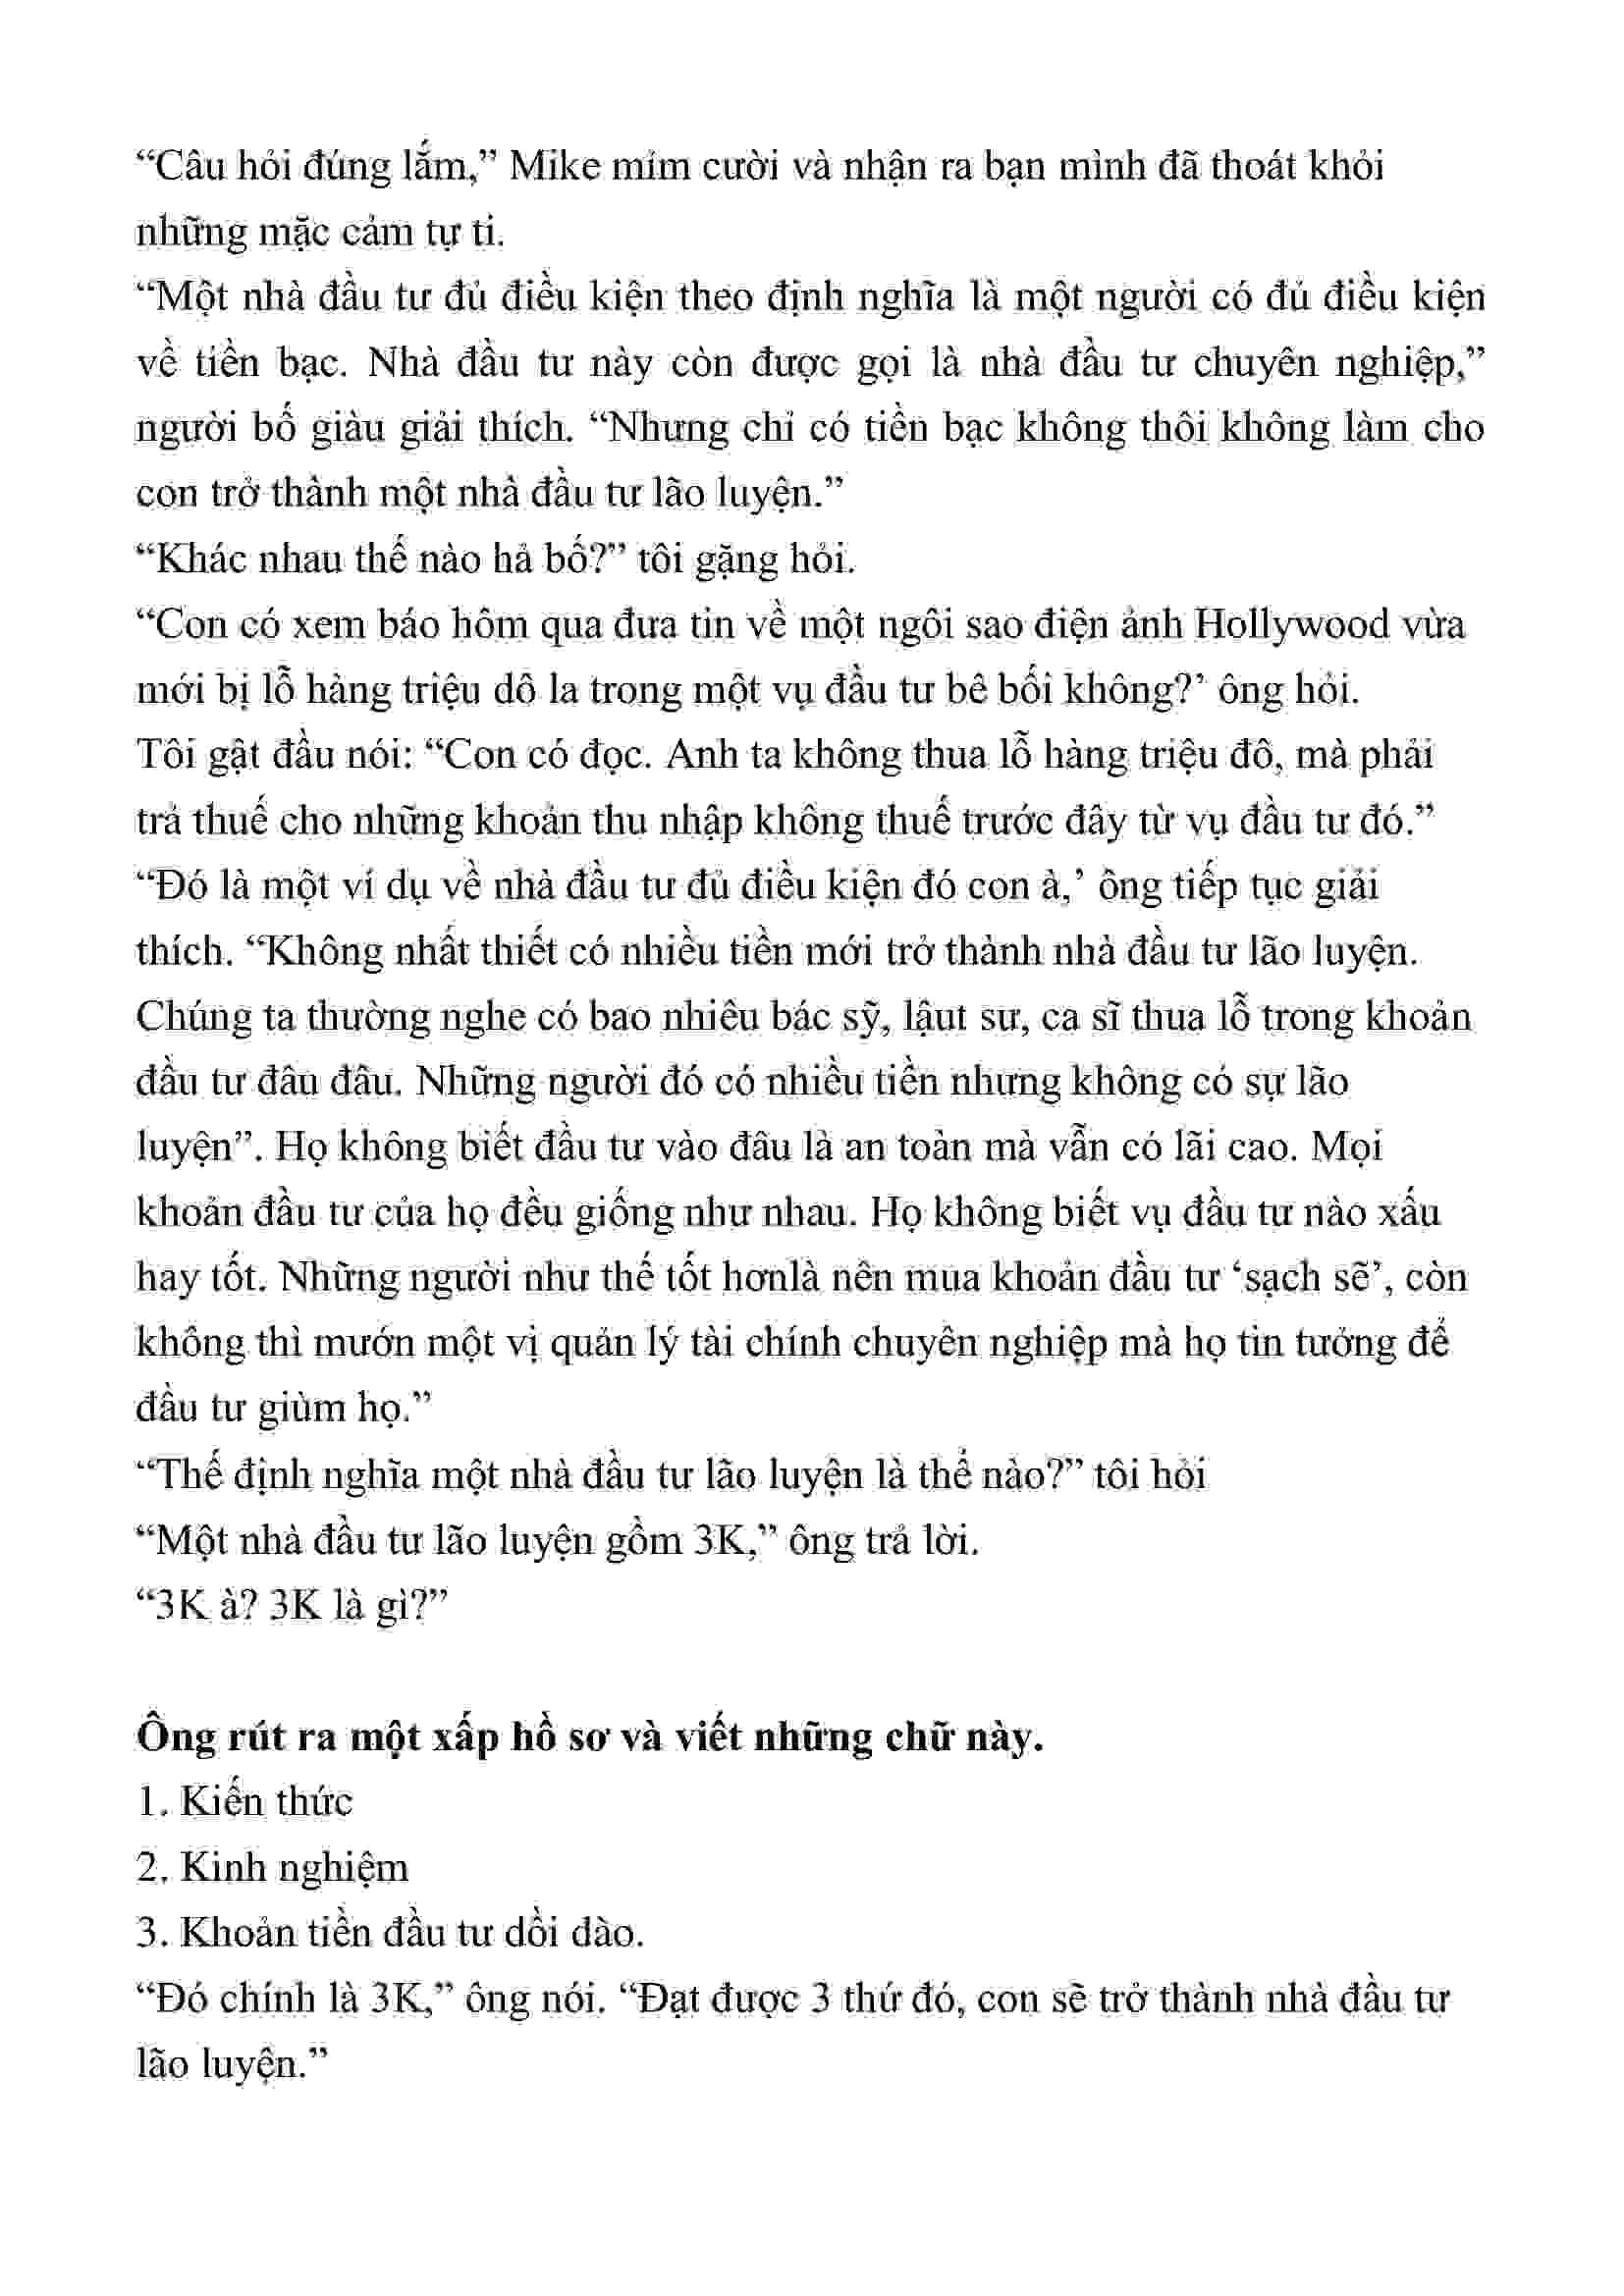 “Câu hỏi đúng lắm,” Mike mỉm cười và nhận ra bạn mình đã thoát khỏi
những mặc cảm tự ti.
“Một nhà đầu tư đủ điều kiện theo định nghĩa là một người có đủ điều kiện
về tiền bạc. Nhà đầu tư này còn được gọi là nhà đầu tư chuyên nghiệp,”
người bố giàu giải thích. “Nhưng chỉ có tiền bạc không thôi không làm cho
con trở thành một nhà đầu tư lão luyện.”
“Khác nhau thế nào hả bố?” tôi gặng hỏi.
“Con có xem báo hôm qua đưa tin về một ngôi sao điện ảnh Hollywood vừa
mới bị lỗ hàng triệu dô la trong một vụ đầu tư bê bối không?’ ông hỏi.
Tôi gật đầu nói: “Con có đọc. Anh ta không thua lỗ hàng triệu đô, mà phải
trả thuế cho những khoản thu nhập không thuế trước đây từ vụ đầu tư đó.”
“Đó là một ví dụ về nhà đầu tư đủ điều kiện đó con à,’ ông tiếp tục giải
thích. “Không nhất thiết có nhiều tiền mới trở thành nhà đầu tư lão luyện.
Chúng ta thường nghe có bao nhiêu bác sỹ, lậut sư, ca sĩ thua lỗ trong khoản
đầu tư đâu đâu. Những người đó có nhiều tiền nhưng không có sự lão
luyện”. Họ không biết đầu tư vào đâu là an toàn mà vẫn có lãi cao. Mọi
khoản đầu tư của họ đều giống như nhau. Họ không biết vụ đầu tư nào xấu
hay tốt. Những người như thế tốt hơnlà nên mua khoản đầu tư ‘sạch sẽ’, còn
không thì mướn một vị quản lý tài chính chuyên nghiệp mà họ tin tưởng để
đầu tư giùm họ.”
“Thế định nghĩa một nhà đầu tư lão luyện là thể nào?” tôi hỏi
“Một nhà đầu tư lão luyện gồm 3K,” ông trả lời.
“3K à? 3K là gì?”
Ông rút ra một xấp hồ sơ và viết những chữ này.
1. Kiến thức
2. Kinh nghiệm
3. Khoản tiền đầu tư dồi dào.
“Đó chính là 3K,” ông nói. “Đạt được 3 thứ đó, con sẽ trở thành nhà đầu tư
lão luyện.”